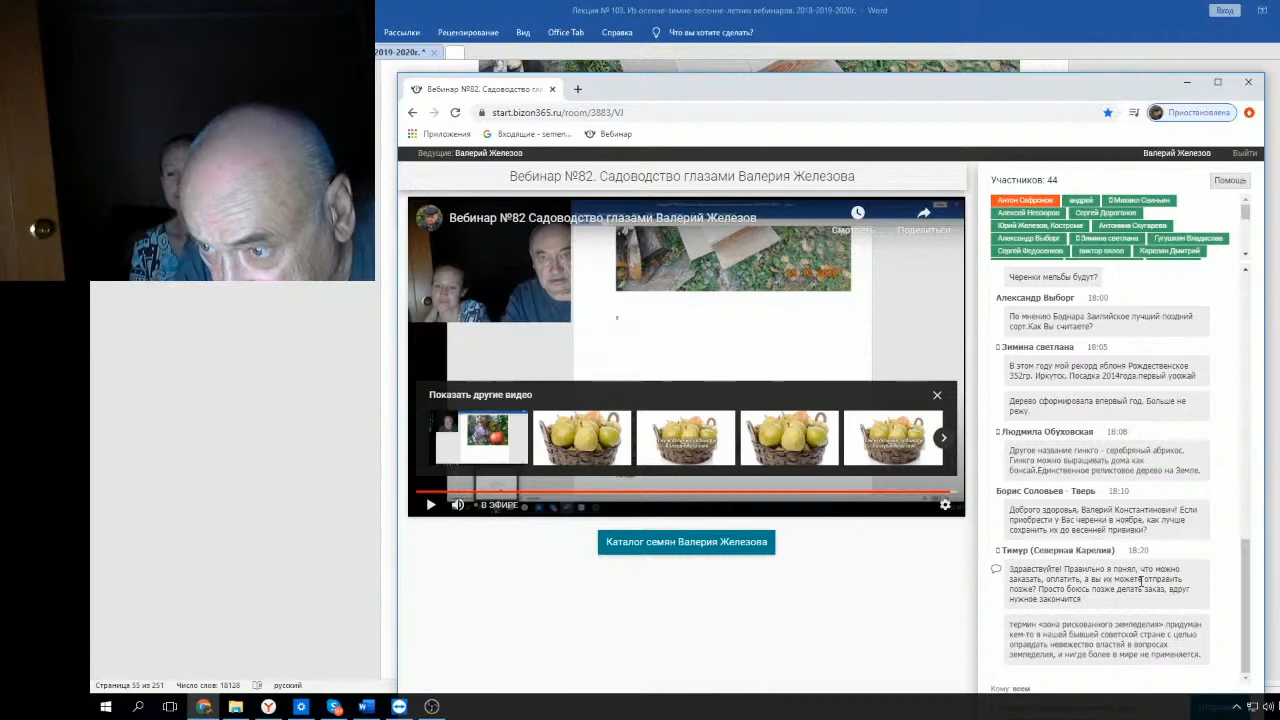 Лекция № 103. Из осенне-зимне-весенне-летних вебинаров. 2018-2019-2020г. - Word
Вход
Рассылки
Рецензирование
Вид
Office Tab
Справка
Что вы хотите сделать?
2019-2020г. *
Вебинар №82. Садоводство гла
start.bizon365.ru/room/3883/VJ
Приостановлена
Приложения
Входящие - semen...
Вебинар
Ведущие: Валерий Железов
Валерий Железов
Выйти
Вебинар №82. Садоводство глазами Валерия Железова
Участников: 44
Помощь
Антон Сафронов
андрей
Михаил Саиньин
Алексей Невзоров
Сергей Дороганов
Юрий Железов, Кострома
Антонина Скугарева
Александр Выборг
Зимина светлана
Гугушкин Владислав
Сергей Федосенков
виктор вялов
Карелин Дмитрий
Вебинар №82 Садоводство глазами Валерий Железов
Смотреть...
Поделиться
Показать другие видео
В ЭФИРЕ
Каталог семян Валерия Железова
Черенки мельбы будут?
Александр Выборг 18:00
По мнению Боднара Заилийское лучший поздний
сорт.Как Вы считаете?
Зимина светлана 18:05
В этом году мой рекорд яблоня Рождественское
352гр. Иркутск. Посадка 2014года.первый уоожай
Дерево сформировала впервый год. Больше не
режу.
Людмила Обуховская 18:08
Другое название гинкго - серебряный абрикос.
Гинкго можно выращивать дома как
бонсай.Единственное реликтовое дерево на Земле.
Борис Соловьев - Тверь 18:10
Доброго здоровья, Валерий Константинович! Если
приобрести у Вас черенки в ноябре, как лучше
сохранить их до весенней прививки?
Тимур (Северная Карелия) 18:20
Здравствуйте! Правильно я понял, что можно
заказать, оплатить, а вы их можете отправить
позже? Просто боюсь позже делать заказ, вдруг
нужное закончится
термин «зона рискованного земледелия» придуман
кем-то в нашей бывшей советской стране с целью
оправдать невежество властей в вопросах
земледелия, и нигде более в мире не применяется.
Кому: всем
Страница 55 из 251
Число слов: 18128
русский